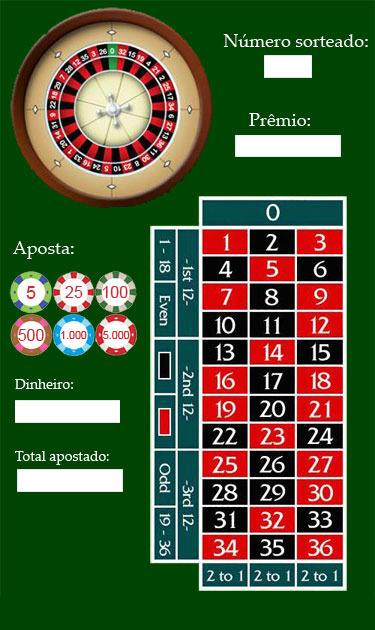 Número sorteado:
Prêmio:
Aposta:
5 25 100
500 1.000 5.000
Dinheiro:
Total apostado:
0
1 - 18
Even
Odd
19 - 36
-1st 12-
-2nd 12-
-3rd 12-
1 2 3
4 5 6
7 8 9
10 11 12
13 14 15
16 17 18
19 20 21
22 23 24
25 26 27
28 29 30
31 32 33
34 35 36
2 to 1 2 to 1 2 to 1